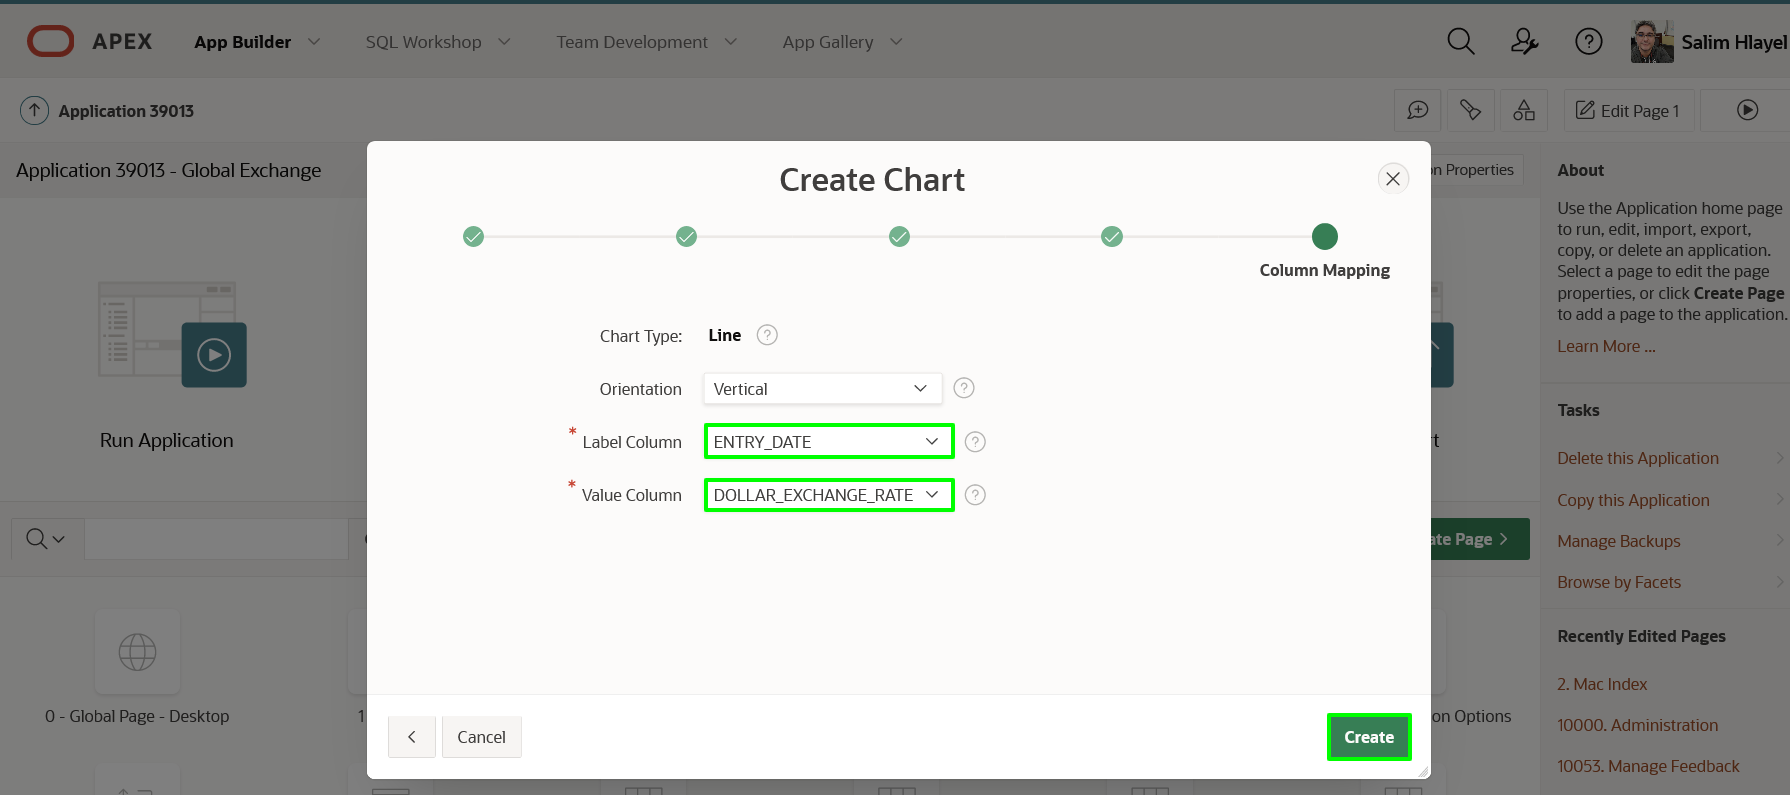 APEX App Builder SQL Workshop Team Development App Gallery Salim Hlayel
Application 39013 Edit Page 1
Application 39013 - Global Exchange
n Properties
Create Chart
Column Mapping
Chart Type: Line
Orientation Vertical
* Label Column ENTRY_DATE
* Value Column DOLLAR_EXCHANGE_RATE
Cancel
Create
Run Application
rt
ate Page
0 - Global Page - Desktop
1
on Options
About
Use the Application home page
to run, edit, import, export,
copy, or delete an application.
Select a page to edit the page
properties, or click Create Page
to add a page to the application.
Learn More ...
Tasks
Delete this Application
Copy this Application
Manage Backups
Browse by Facets
Recently Edited Pages
2. Mac Index
10000. Administration
10053. Manage Feedback